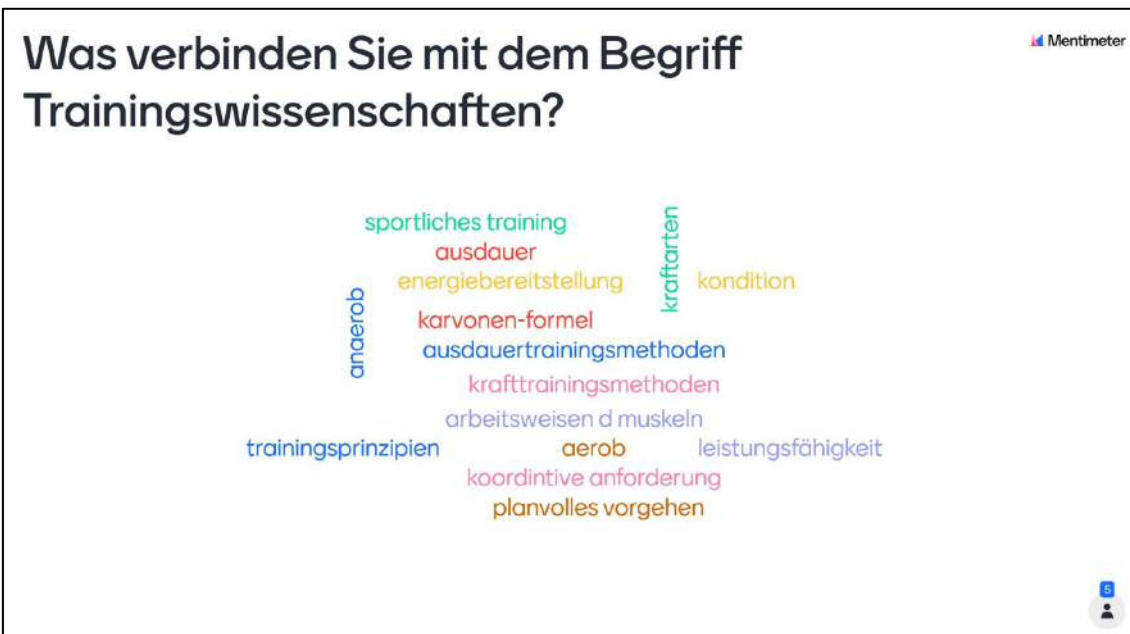 Was verbinden Sie mit dem Begriff
Trainingswissenschaften?
Mentimeter
sportliches training
kraftarten
ausdauer
energiebereitstellung
kondition
anaerob
karvonen-formel
ausdauertrainingsmethoden
krafttrainingsmethoden
arbeitsweisen d muskeln
trainingsprinzipien
aerob
leistungsfähigkeit
koordintive anforderung
planvolles vorgehen
5